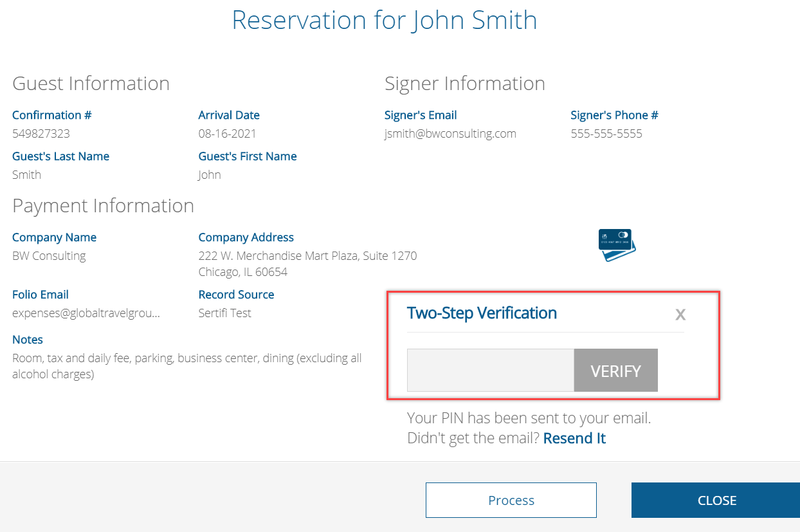 Reservation for John Smith
Guest Information
Confirmation #
549827323
Arrival Date
08-16-2021
Guest's Last Name
Smith
Guest's First Name
John
Signer Information
Signer's Email
jsmith@bwconsulting.com
Signer's Phone #
555-555-5555
Payment Information
Company Name
BW Consulting
Company Address
222 W. Merchandise Mart Plaza, Suite 1270
Chicago, IL 60654
Folio Email
expenses@globaltravelgrou...
Record Source
Sertifi Test
Notes
Room, tax and daily fee, parking, business center, dining (excluding all
alcohol charges)
Two-Step Verification
X
VERIFY
Your PIN has been sent to your email.
Didn't get the email? Resend It
Process
CLOSE